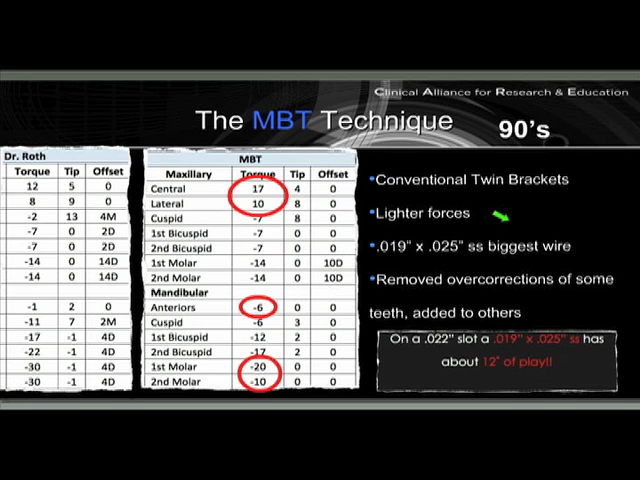 Clinical Alliance for Research & Education
The MBT Technique
90's
Dr. Roth
Torque Tip Offset
12 5 0
8 9 0
-2 13 4M
-7 0 2D
-7 0 2D
-14 0 14D
-14 0 14D
-1 2 0
-11 7 2M
-17 -1 4D
-22 -1 4D
-30 -1 4D
-30 -1 4D
MBT
Maxillary Torque Tip Offset
Central 17 4 0
Lateral 10 8 0
Cuspid -7 8 0
1st Bicuspid -7 0 0
2nd Bicuspid -7 0 0
1st Molar -14 0 10D
2nd Molar -14 0 10D
Mandibular
Anteriors -6 0 0
Cuspid -6 3 0
1st Bicuspid -12 2 0
2nd Bicuspid -17 2 0
1st Molar -20 0 0
2nd Molar -10 0 0
•Conventional Twin Brackets
•Lighter forces
•.019" x .025" ss biggest wire
•Removed overcorrections of some
teeth, added to others
On a .022" slot a .019" x .025" ss has
about 12° of play!!